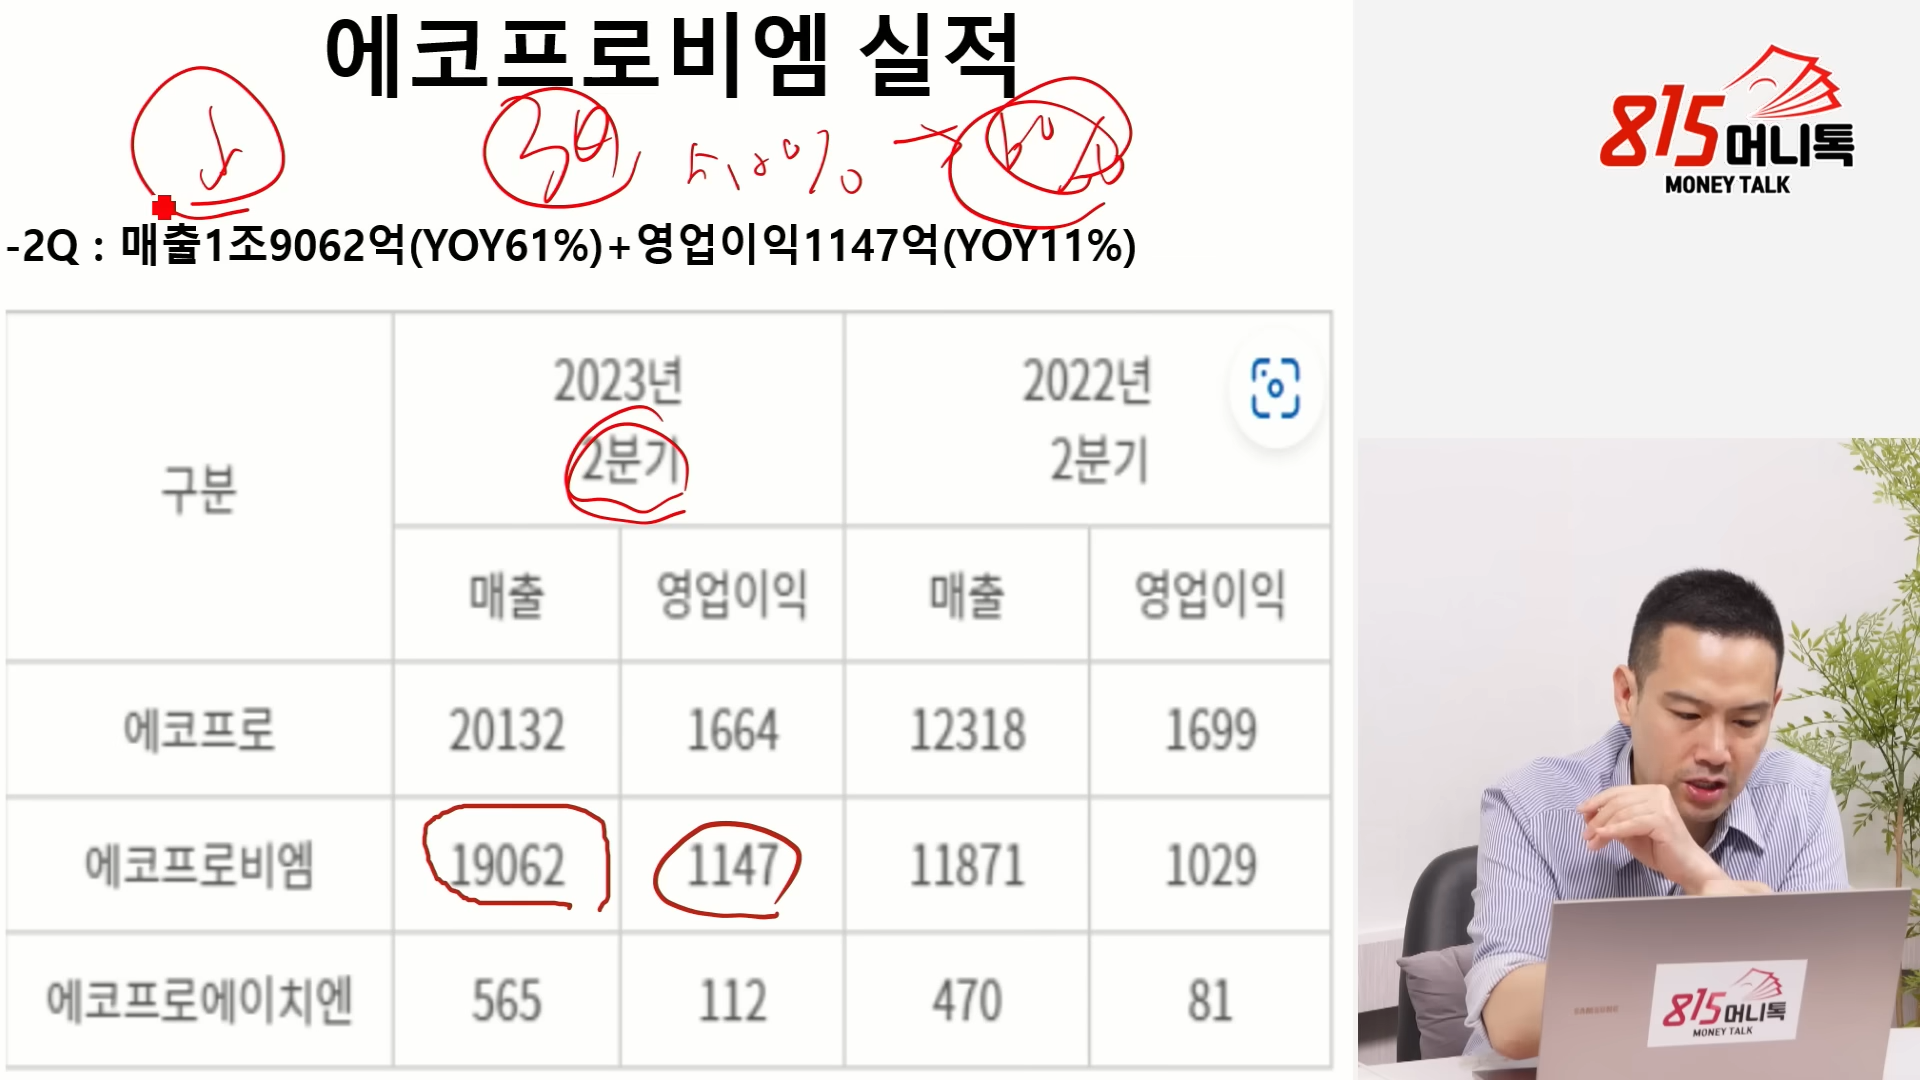 에코프로비엠 실적
3Q 5,10%
-2Q : 매출1조9062억(YOY61%)+영업이익1147억(YOY11%)
구분 2023년 2분기 2022년 2분기
매출 영업이익 매출 영업이익
에코프로 20132 1664 12318 1699
에코프로비엠 19062 1147 11871 1029
에코프로에이치엔 565 112 470 81
815머니톡
MONEY TALK
SAMSUNG
815머니톡
MONEY TALK